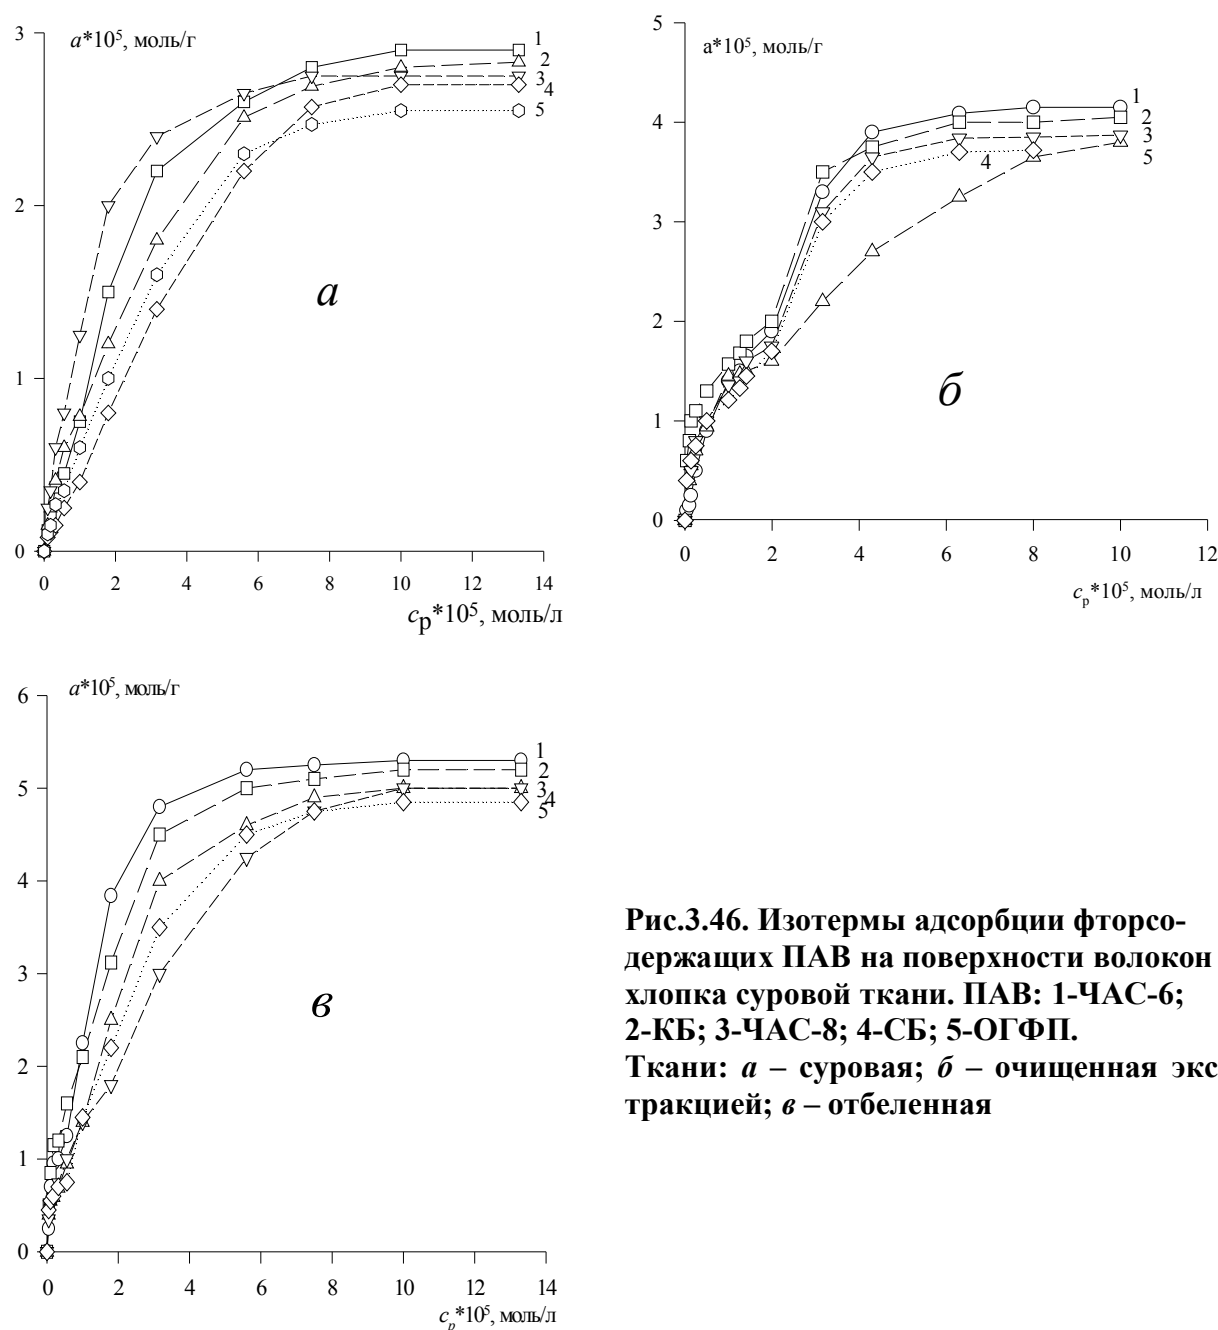 a*10⁵, моль/г
3
2
1
0
1
2
3
4
5
а
0 2 4 6 8 10 12 14
cр*10⁵, моль/л
a*10⁵, моль/г
5
4
3
2
1
0
1
2
3
4
5
б
0 2 4 6 8 10 12
cр*10⁵, моль/л
a*10⁵, моль/г
6
5
4
3
2
1
0
1
2
3
4
5
в
0 2 4 6 8 10 12 14
cр*10⁵, моль/л
Рис.3.46. Изотермы адсорбции фторсо-
держащих ПАВ на поверхности волокон
хлопка суровой ткани. ПАВ: 1-ЧАС-6;
2-КБ; 3-ЧАС-8; 4-СБ; 5-ОГФП.
Ткани: а – суровая; б – очищенная экс
тракцией; в – отбеленная